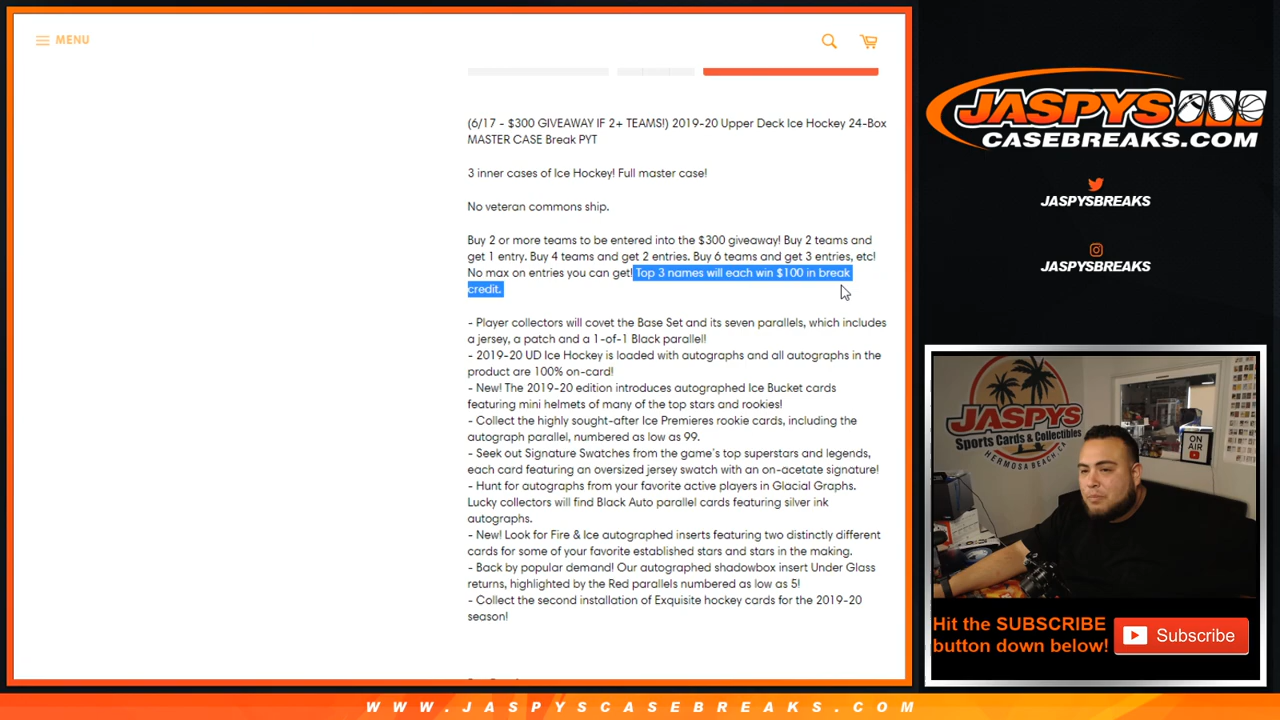 MENU
(6/17 - $300 GIVEAWAY IF 2+ TEAMS!) 2019-20 Upper Deck Ice Hockey 24-Box
MASTER CASE Break PYT
3 inner cases of Ice Hockey! Full master case!
No veteran commons ship.
Buy 2 or more teams to be entered into the $300 giveaway! Buy 2 teams and
get 1 entry. Buy 4 teams and get 2 entries. Buy 6 teams and get 3 entries, etc!
No max on entries you can get! Top 3 names will each win $100 in break
credit.
- Player collectors will covet the Base Set and its seven parallels, which includes
a jersey, a patch and a 1-of-1 Black parallel!
- 2019-20 UD Ice Hockey is loaded with autographs and all autographs in the
product are 100% on-card!
- New! The 2019-20 edition introduces autographed Ice Bucket cards
featuring mini helmets of many of the top stars and rookies!
- Collect the highly sought-after Ice Premieres rookie cards, including the
autograph parallel, numbered as low as 99.
- Seek out Signature Swatches from the game's top superstars and legends,
each card featuring an oversized jersey swatch with an on-acetate signature!
- Hunt for autographs from your favorite active players in Glacial Graphs.
Lucky collectors will find Black Auto parallel cards featuring silver ink
autographs.
- New! Look for Fire & Ice autographed inserts featuring two distinctly different
cards for some of your favorite established stars and stars in the making.
- Back by popular demand! Our autographed shadowbox insert Under Glass
returns, highlighted by the Red parallels numbered as low as 5!
- Collect the second installation of Exquisite hockey cards for the 2019-20
season!
JASPYS
CASEBREAKS.COM
JASPYSBREAKS
JASPYSBREAKS
JASPYS
Sports Cards & Collectibles
HERMOSA BEACH, CA
ON
AIR
Hit the SUBSCRIBE
button down below!
Subscribe
WWW.JASPYSCASEBREAKS.COM